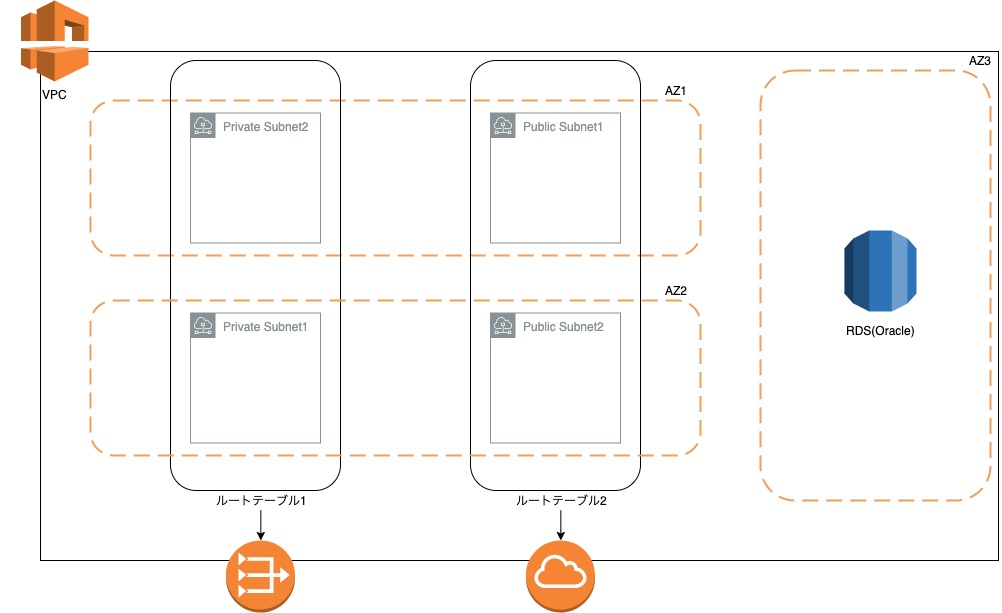 VPC
AZ3
AZ1
Private Subnet2
Public Subnet1
AZ2
Private Subnet1
Public Subnet2
RDS(Oracle)
ルートテーブル1
ルートテーブル2